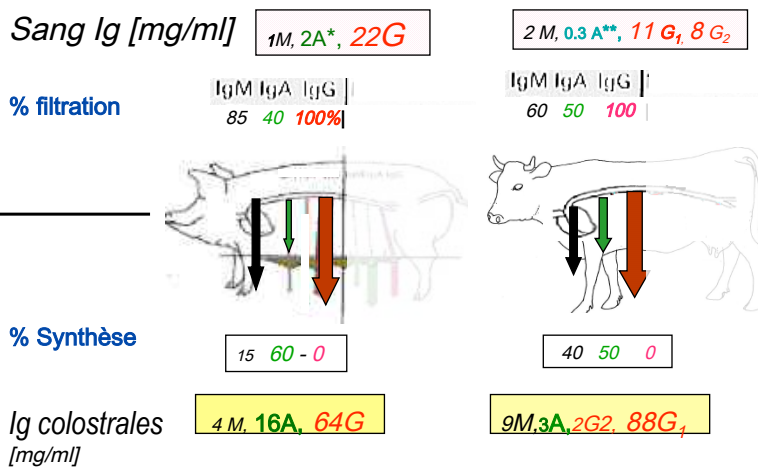 Sang Ig [mg/ml]
1M, 2A*, 22G
2 M, 0.3 A**, 11 G1, 8 G2
% filtration
IgM IgA IgG
85 40 100%
IgM IgA IgG
60 50 100
% Synthèse
15 60 - 0
40 50 0
Ig colostrales
[mg/ml]
4 M, 16A, 64G
9M,3A,2G2, 88G1